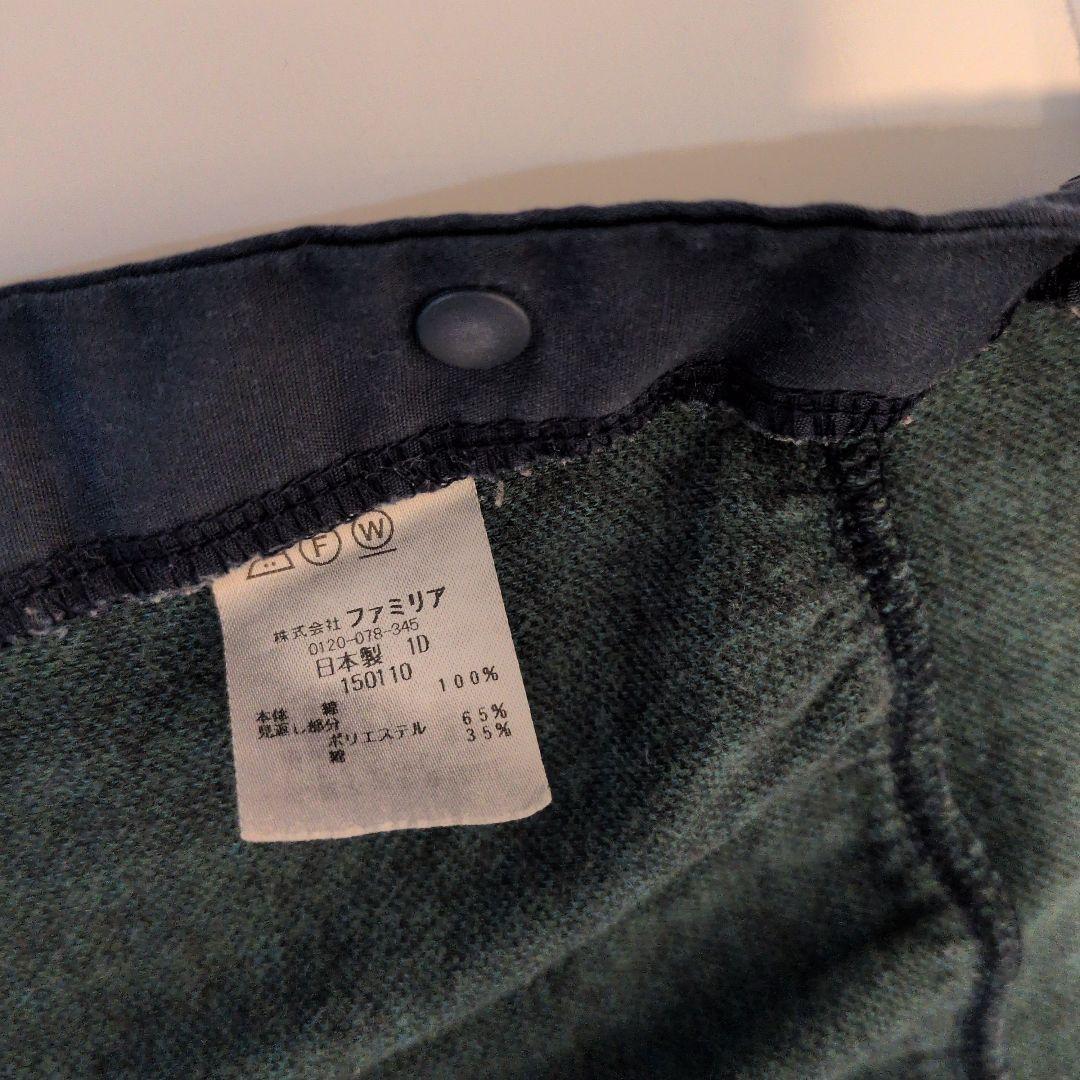 F W
株式会社 ファミリア
0120-078-345
日本製 1D
150110
本体 綿 100%
見返し部分
ポリエステル 65%
綿 35%